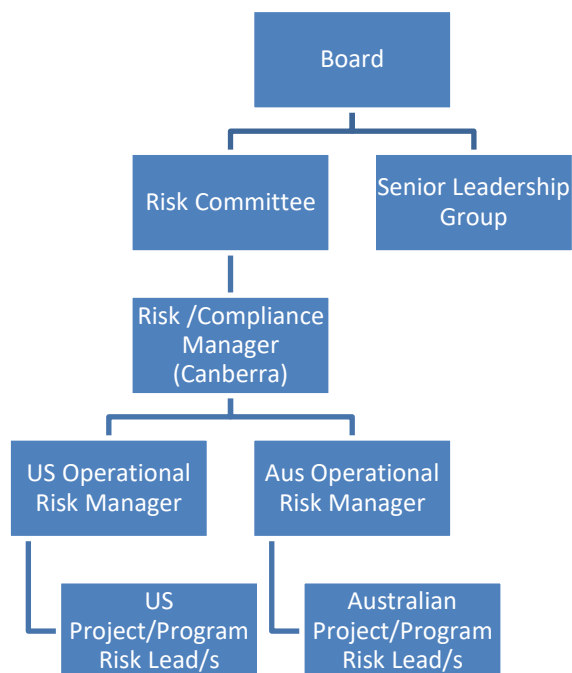 Board
Risk Committee
Senior Leadership
Group
Risk /Compliance
Manager
(Canberra)
US Operational
Risk Manager
Aus Operational
Risk Manager
US
Project/Program
Risk Lead/s
Australian
Project/Program
Risk Lead/s